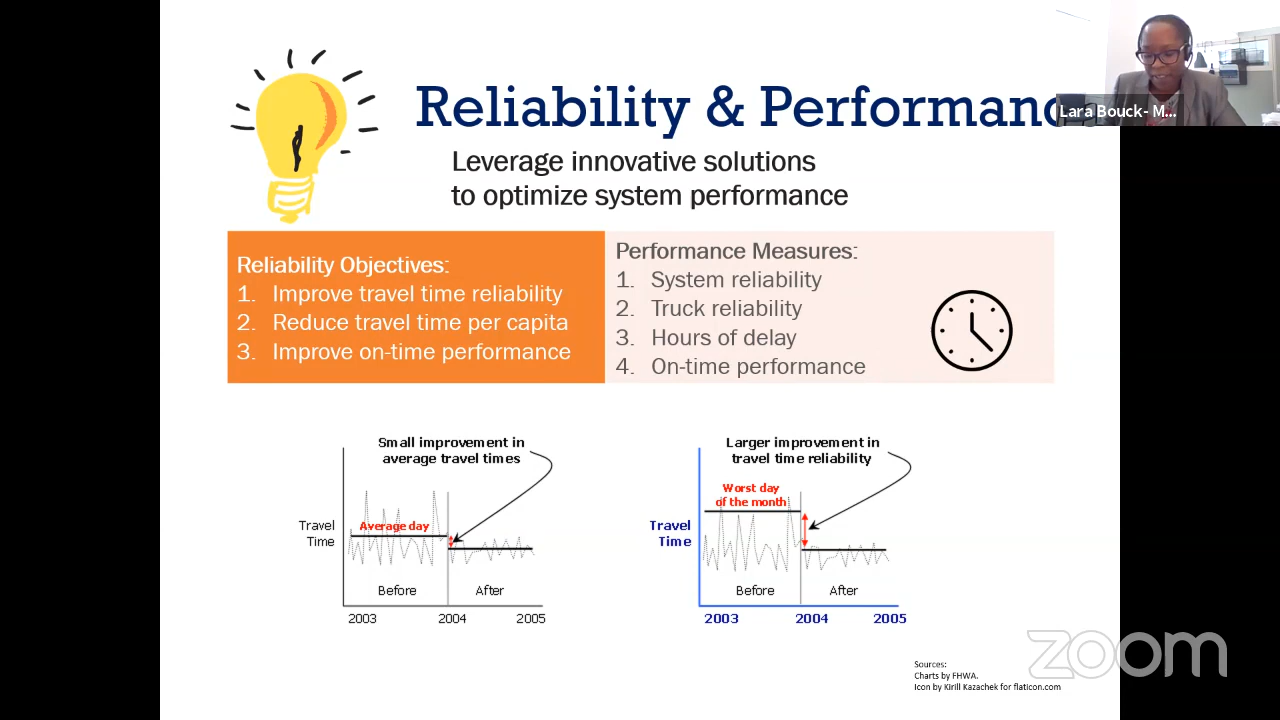 Reliability & Performanc
Lara Bouck- M...
Leverage innovative solutions
to optimize system performance
Reliability Objectives:
1. Improve travel time reliability
2. Reduce travel time per capita
3. Improve on-time performance
Performance Measures:
1. System reliability
2. Truck reliability
3. Hours of delay
4. On-time performance
Small improvement in
average travel times
Average day
Travel
Time
Before
After
2003
2004
2005
Larger improvement in
travel time reliability
Worst day
of the month
Travel
Time
Before
After
2003
2004
2005
Sources:
Charts by FHWA.
Icon by Kirill Kazachek for flaticon.com
zoom